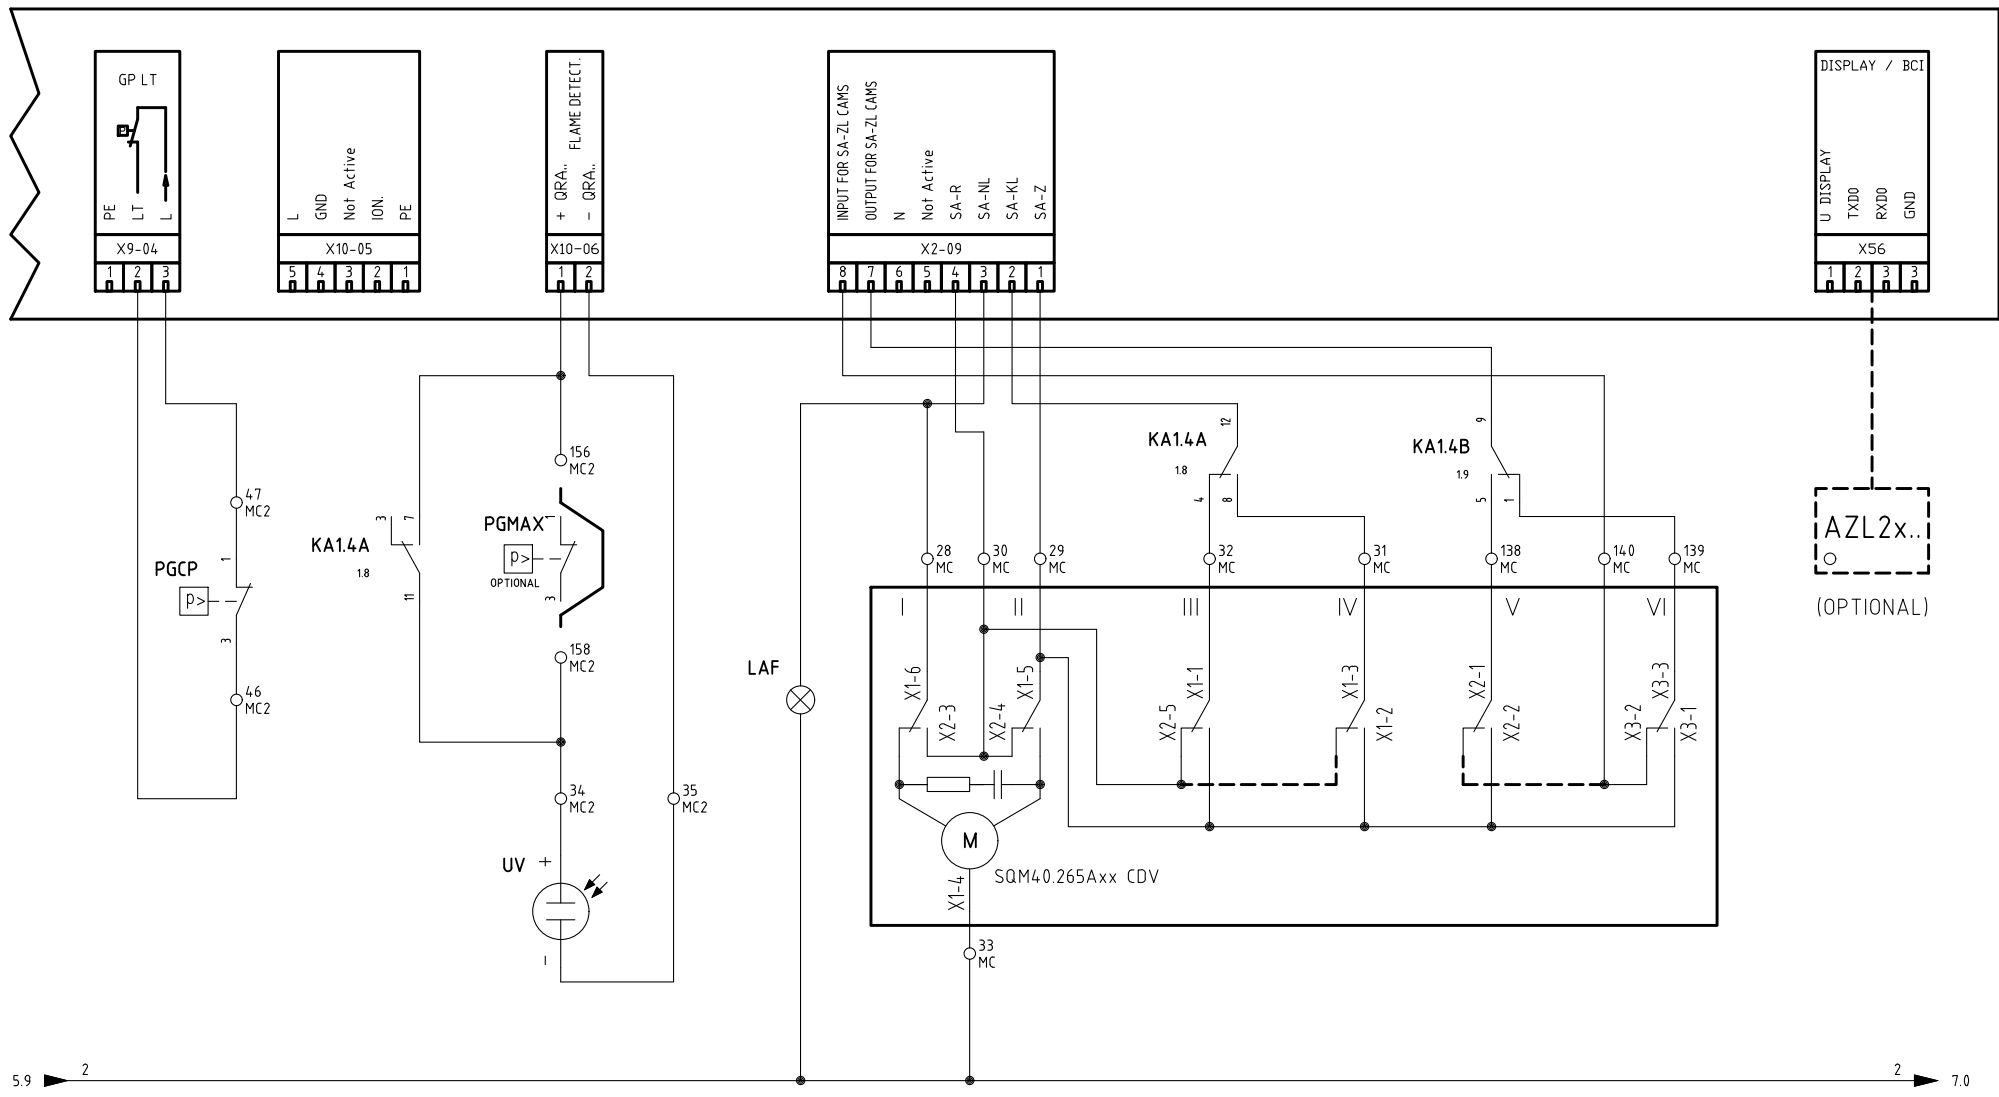 GP LT
P
PE
LT
L
X9-04
1 2 3
L
GND
Not Active
ION.
PE
X10-05
5 4 3 2 1
FLAME DETECT.
+ QRA..
- QRA..
X10-06
1 2
INPUT FOR SA-ZL CAMS
OUTPUT FOR SA-ZL CAMS
N
Not Active
SA-R
SA-NL
SA-KL
SA-Z
X2-09
8 7 6 5 4 3 2 1
DISPLAY / BCI
U DISPLAY
TXD0
RXD0
GND
X56
1 2 3 3
47
MC2
1
PGCP
P>
3
46
MC2
3
7
KA1.4A
1.8
11
156
MC2
PGMAX
1
P>
OPTIONAL
3
158
MC2
34
MC2
35
MC2
UV
+
-
LAF
12
KA1.4A
1.8
4
8
9
KA1.4B
1.9
5
1
28
MC
30
MC
29
MC
32
MC
31
MC
138
MC
140
MC
139
MC
I
II
III
IV
V
VI
X1-6
X2-3
X2-4
X1-5
X2-5
X1-1
X1-3
X1-2
X2-1
X2-2
X3-2
X3-3
X3-1
M
SQM40.265Axx CDV
X1-4
33
MC
AZL2x..
(OPTIONAL)
5.9
2
2
7.0